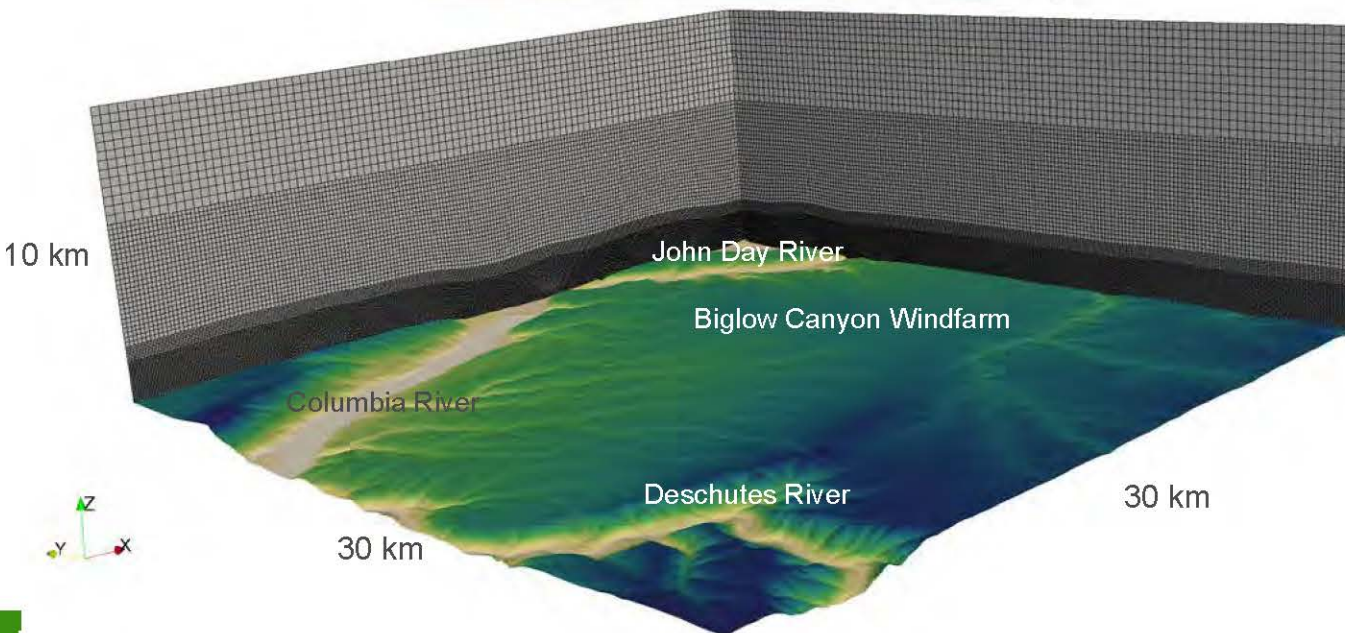 John Day River
10 km
Biglow Canyon Windfarm
Columbia River
Deschutes River
30 km
30 km
Z
Y
X